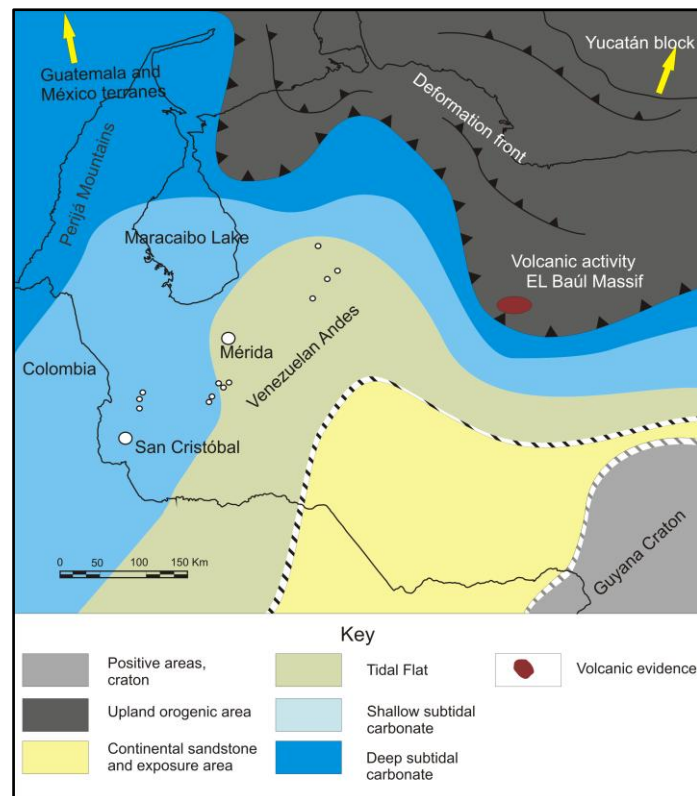 Yucatán block
Guatemala and
México terranes
Deformation front
Perijá Mountains
Maracaibo Lake
Volcanic activity
EL Baúl Massif
Mérida
Venezuelan Andes
Colombia
San Cristóbal
Guyana Craton
0 50 100 150 Km
Key
Positive areas,
craton
Tidal Flat
Volcanic evidence
Upland orogenic area
Shallow subtidal
carbonate
Continental sandstone
and exposure area
Deep subtidal
carbonate